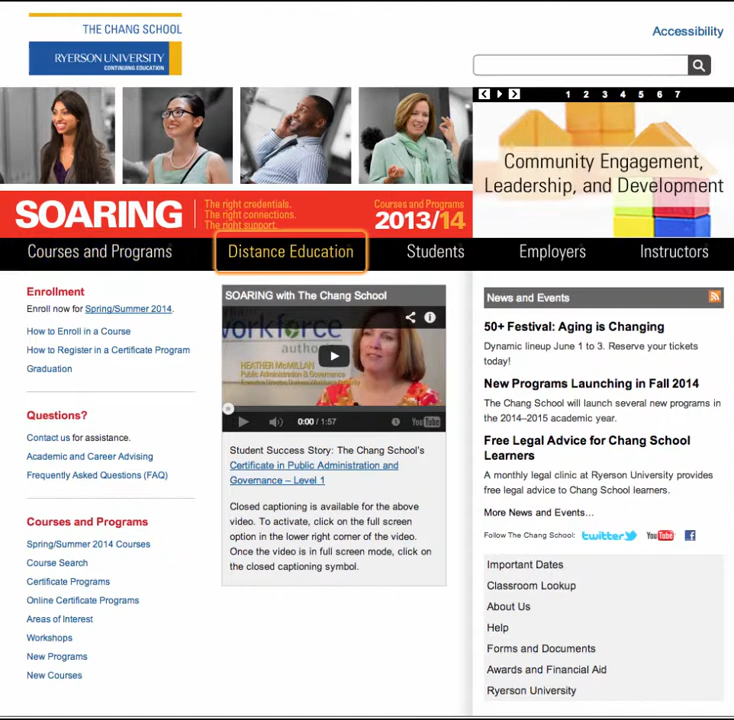 THE CHANG SCHOOL
RYERSON UNIVERSITY
CONTINUING EDUCATION
Accessibility
1 2 3 4 5 6 7
Community Engagement,
Leadership, and Development
SOARING
The right credentials.
The right connections.
The right support.
Courses and Programs
2013/14
Courses and Programs
Distance Education
Students
Employers
Instructors
Enrollment
Enroll now for Spring/Summer 2014.
How to Enroll in a Course
How to Register in a Certificate Program
Graduation
Questions?
Contact us for assistance.
Academic and Career Advising
Frequently Asked Questions (FAQ)
Courses and Programs
Spring/Summer 2014 Courses
Course Search
Certificate Programs
Online Certificate Programs
Areas of Interest
Workshops
New Programs
New Courses
SOARING with The Chang School
workforce
HEATHER McMILLAN
Public Administration & Governance
0:00 / 1:57
YouTube
Student Success Story: The Chang School's
Certificate in Public Administration and
Governance – Level 1
Closed captioning is available for the above
video. To activate, click on the full screen
option in the lower right corner of the video.
Once the video is in full screen mode, click on
the closed captioning symbol.
News and Events
50+ Festival: Aging is Changing
Dynamic lineup June 1 to 3. Reserve your tickets
today!
New Programs Launching in Fall 2014
The Chang School will launch several new programs in
the 2014–2015 academic year.
Free Legal Advice for Chang School
Learners
A monthly legal clinic at Ryerson University provides
free legal advice to Chang School learners.
More News and Events...
Follow The Chang School: twitter YouTube f
Important Dates
Classroom Lookup
About Us
Help
Forms and Documents
Awards and Financial Aid
Ryerson University